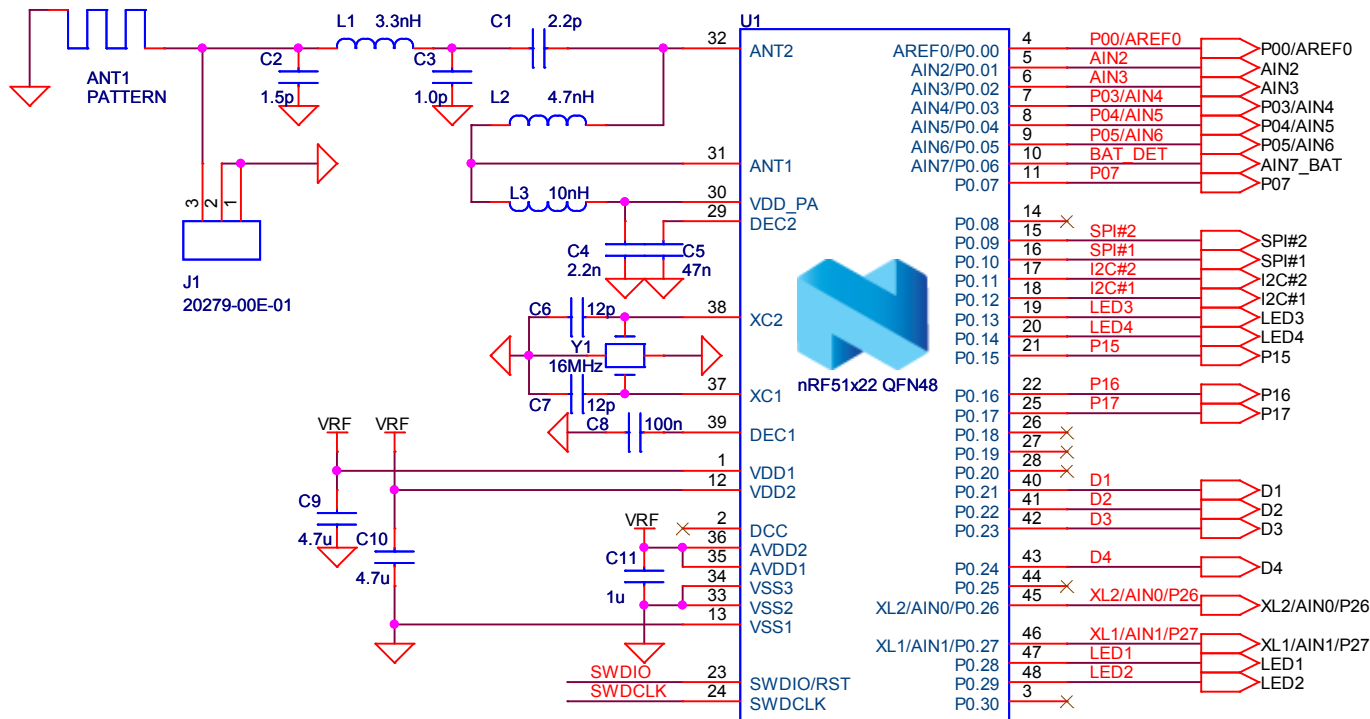 U1
L1 3.3nH
C1 2.2p
C2
1.5p
C3
1.0p
ANT1
PATTERN
L2 4.7nH
L3 10nH
3 2 1
J1
20279-00E-01
C4
2.2n
C5
47n
C6 12p
Y1
16MHz
C7 12p
C8 100n
VRF VRF
C9
4.7u
C10
4.7u
VRF
C11
1u
SWDIO
SWDCLK
32 ANT2
31 ANT1
30 VDD_PA
29 DEC2
38 XC2
37 XC1
39 DEC1
1 VDD1
12 VDD2
2 DCC
36 AVDD2
35 AVDD1
34 VSS3
33 VSS2
13 VSS1
23 SWDIO/RST
24 SWDCLK
nRF51x22 QFN48
AREF0/P0.00 4 P00/AREF0 P00/AREF0
AIN2/P0.01 5 AIN2 AIN2
AIN3/P0.02 6 AIN3 AIN3
AIN4/P0.03 7 P03/AIN4 P03/AIN4
AIN5/P0.04 8 P04/AIN5 P04/AIN5
AIN6/P0.05 9 P05/AIN6 P05/AIN6
AIN7/P0.06 10 BAT_DET AIN7_BAT
P0.07 11 P07 P07
P0.08 14
P0.09 15 SPI#2 SPI#2
P0.10 16 SPI#1 SPI#1
P0.11 17 I2C#2 I2C#2
P0.12 18 I2C#1 I2C#1
P0.13 19 LED3 LED3
P0.14 20 LED4 LED4
P0.15 21 P15 P15
P0.16 22 P16 P16
P0.17 25 P17 P17
P0.18 26
P0.19 27
P0.20 28
P0.21 40 D1 D1
P0.22 41 D2 D2
P0.23 42 D3 D3
P0.24 43 D4 D4
P0.25 44
XL2/AIN0/P0.26 45 XL2/AIN0/P26 XL2/AIN0/P26
XL1/AIN1/P0.27 46 XL1/AIN1/P27 XL1/AIN1/P27
P0.28 47 LED1 LED1
P0.29 48 LED2 LED2
P0.30 3